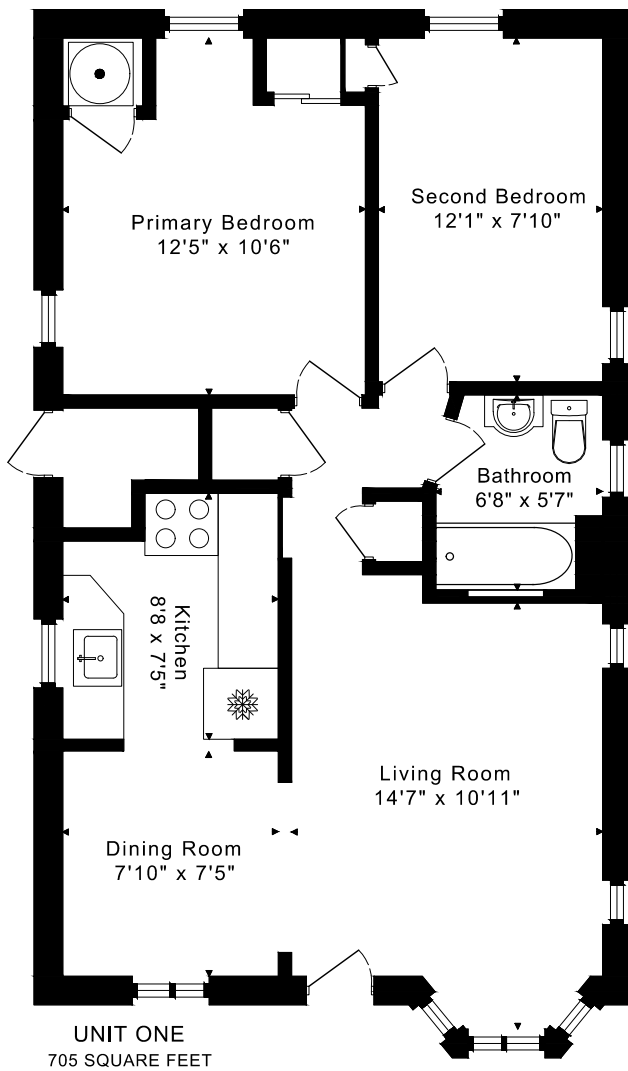 Primary Bedroom
12'5" x 10'6"
Second Bedroom
12'1" x 7'10"
Bathroom
6'8" x 5'7"
Kitchen
8'8 x 7'5"
Living Room
14'7" x 10'11"
Dining Room
7'10" x 7'5"
UNIT ONE
705 SQUARE FEET